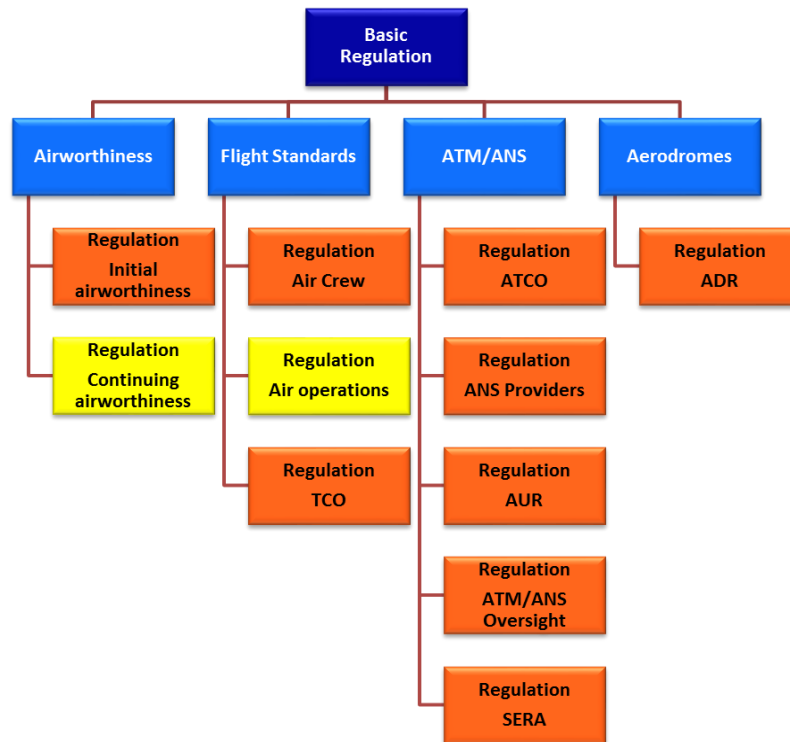 Basic
Regulation
Airworthiness
Flight Standards
ATM/ANS
Aerodromes
Regulation
Initial
airworthiness
Regulation
Continuing
airworthiness
Regulation
Air Crew
Regulation
Air operations
Regulation
TCO
Regulation
ATCO
Regulation
ANS Providers
Regulation
AUR
Regulation
ATM/ANS
Oversight
Regulation
SERA
Regulation
ADR